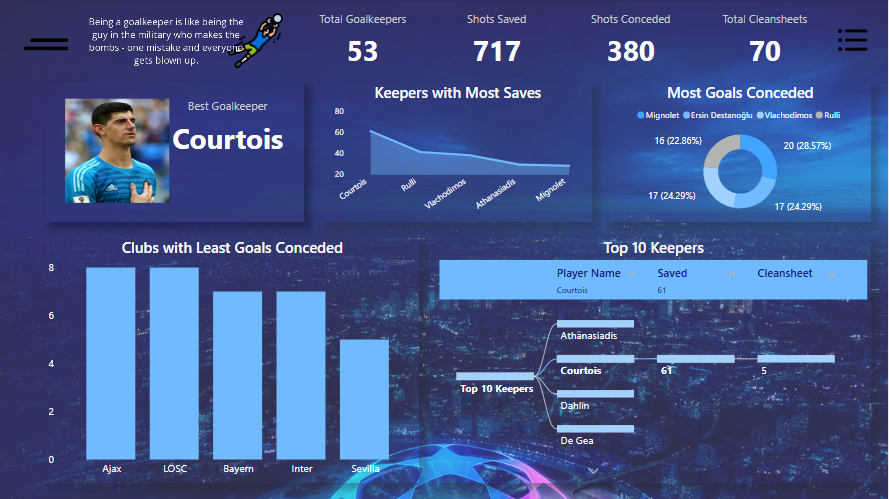 Being a goalkeeper is like being the
guy in the military who makes the
bombs - one mistake and everyone
gets blown up.
Total Goalkeepers
53
Shots Saved
717
Shots Conceded
380
Total Cleansheets
70
Best Goalkeeper
Courtois
Keepers with Most Saves
80
60
40
20
Courtois
Rulli
Vlachodimos
Athanasiadis
Mignolet
Most Goals Conceded
Mignolet Ersin Destanoğlu Vlachodimos Rulli
16 (22.86%)
20 (28.57%)
17 (24.29%)
17 (24.29%)
Clubs with Least Goals Conceded
8
6
4
2
0
Ajax LOSC Bayern Inter Sevilla
Top 10 Keepers
Player Name Saved Cleansheet
Courtois 61
Athanasiadis
Courtois 61 5
Top 10 Keepers
Dahlin
De Gea